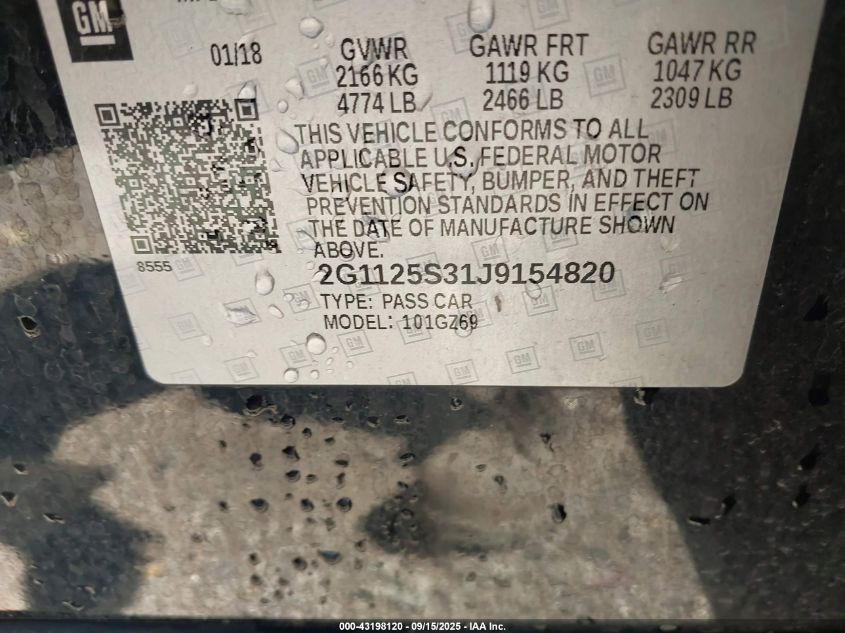 GM
01/18 GVWR GAWR FRT GAWR RR
2166 KG 1119 KG 1047 KG
4774 LB 2466 LB 2309 LB
THIS VEHICLE CONFORMS TO ALL
APPLICABLE U.S. FEDERAL MOTOR
VEHICLE SAFETY, BUMPER, AND THEFT
PREVENTION STANDARDS IN EFFECT ON
THE DATE OF MANUFACTURE SHOWN
ABOVE.
8555
2G1125S31J9154820
TYPE: PASS CAR
MODEL: 101GZ69
000-43198120 - 09/15/2025 - IAA Inc.